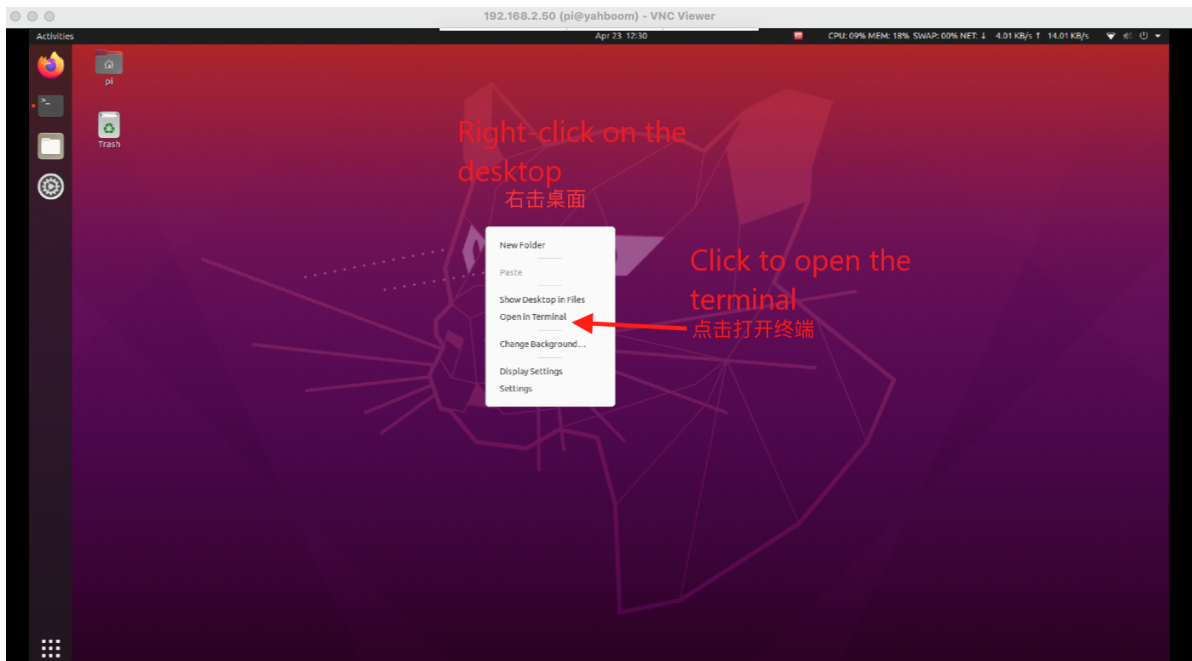 192.168.2.50 (pi@yahboom) - VNC Viewer
Activities
Apr 23 12:30
CPU: 09% MEM: 18% SWAP: 00% NET: ↓ 4.01 KB/s ↑ 14.01 KB/s
pi
Trash
Right-click on the
desktop
右击桌面
New Folder
Paste
Show Desktop in Files
Open in Terminal
Change Background...
Display Settings
Settings
Click to open the
terminal
点击打开终端